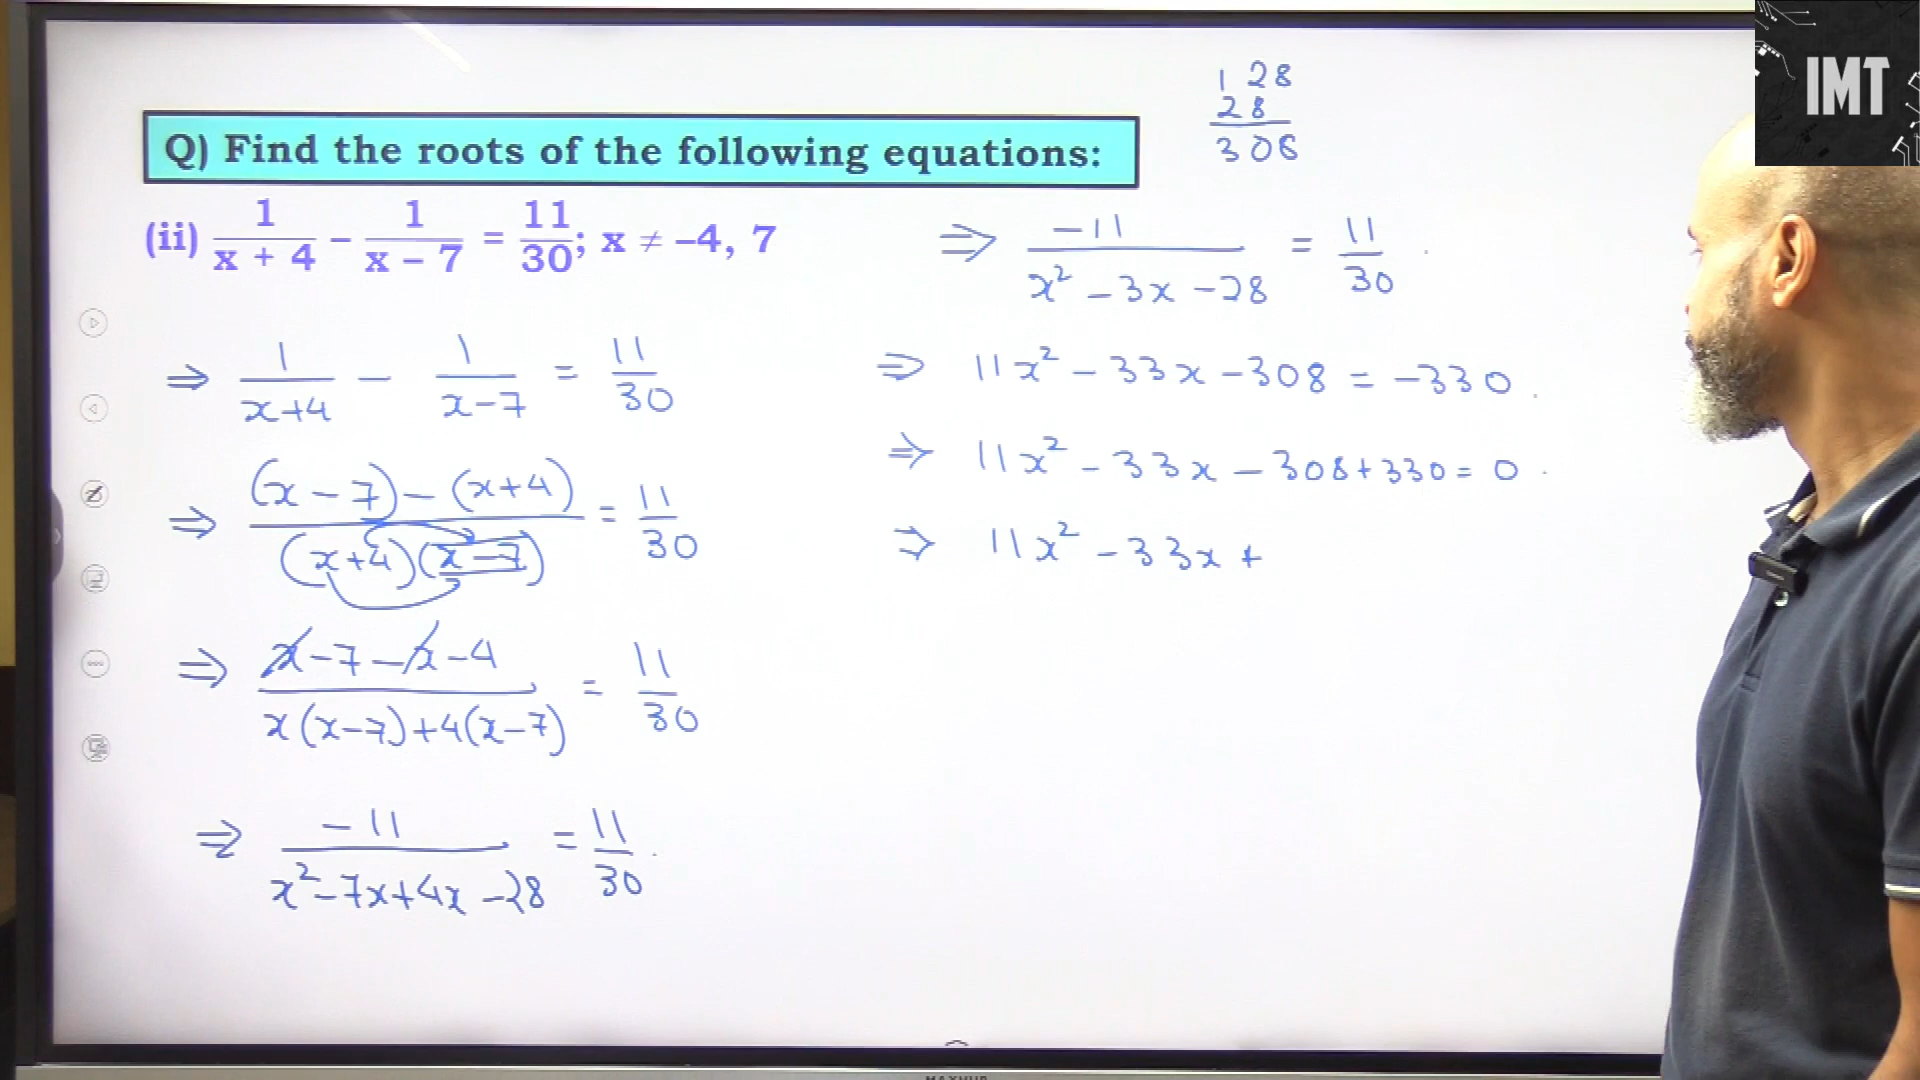 IMT
1 28
28
308
Q) Find the roots of the following equations:
(ii) 1/(x + 4) − 1/(x − 7) = 11/30; x ≠ −4, 7
⇒ 1/(x+4) − 1/(x−7) = 11/30
⇒ ((x−7) − (x+4))/((x+4)(x−7)) = 11/30
⇒ (x−7−x−4)/(x(x−7)+4(x−7)) = 11/30
⇒ −11/(x²−7x+4x−28) = 11/30.
⇒ −11/(x²−3x−28) = 11/30.
⇒ 11x² − 33x − 308 = −330.
⇒ 11x² − 33x − 308 + 330 = 0.
⇒ 11x² − 33x +